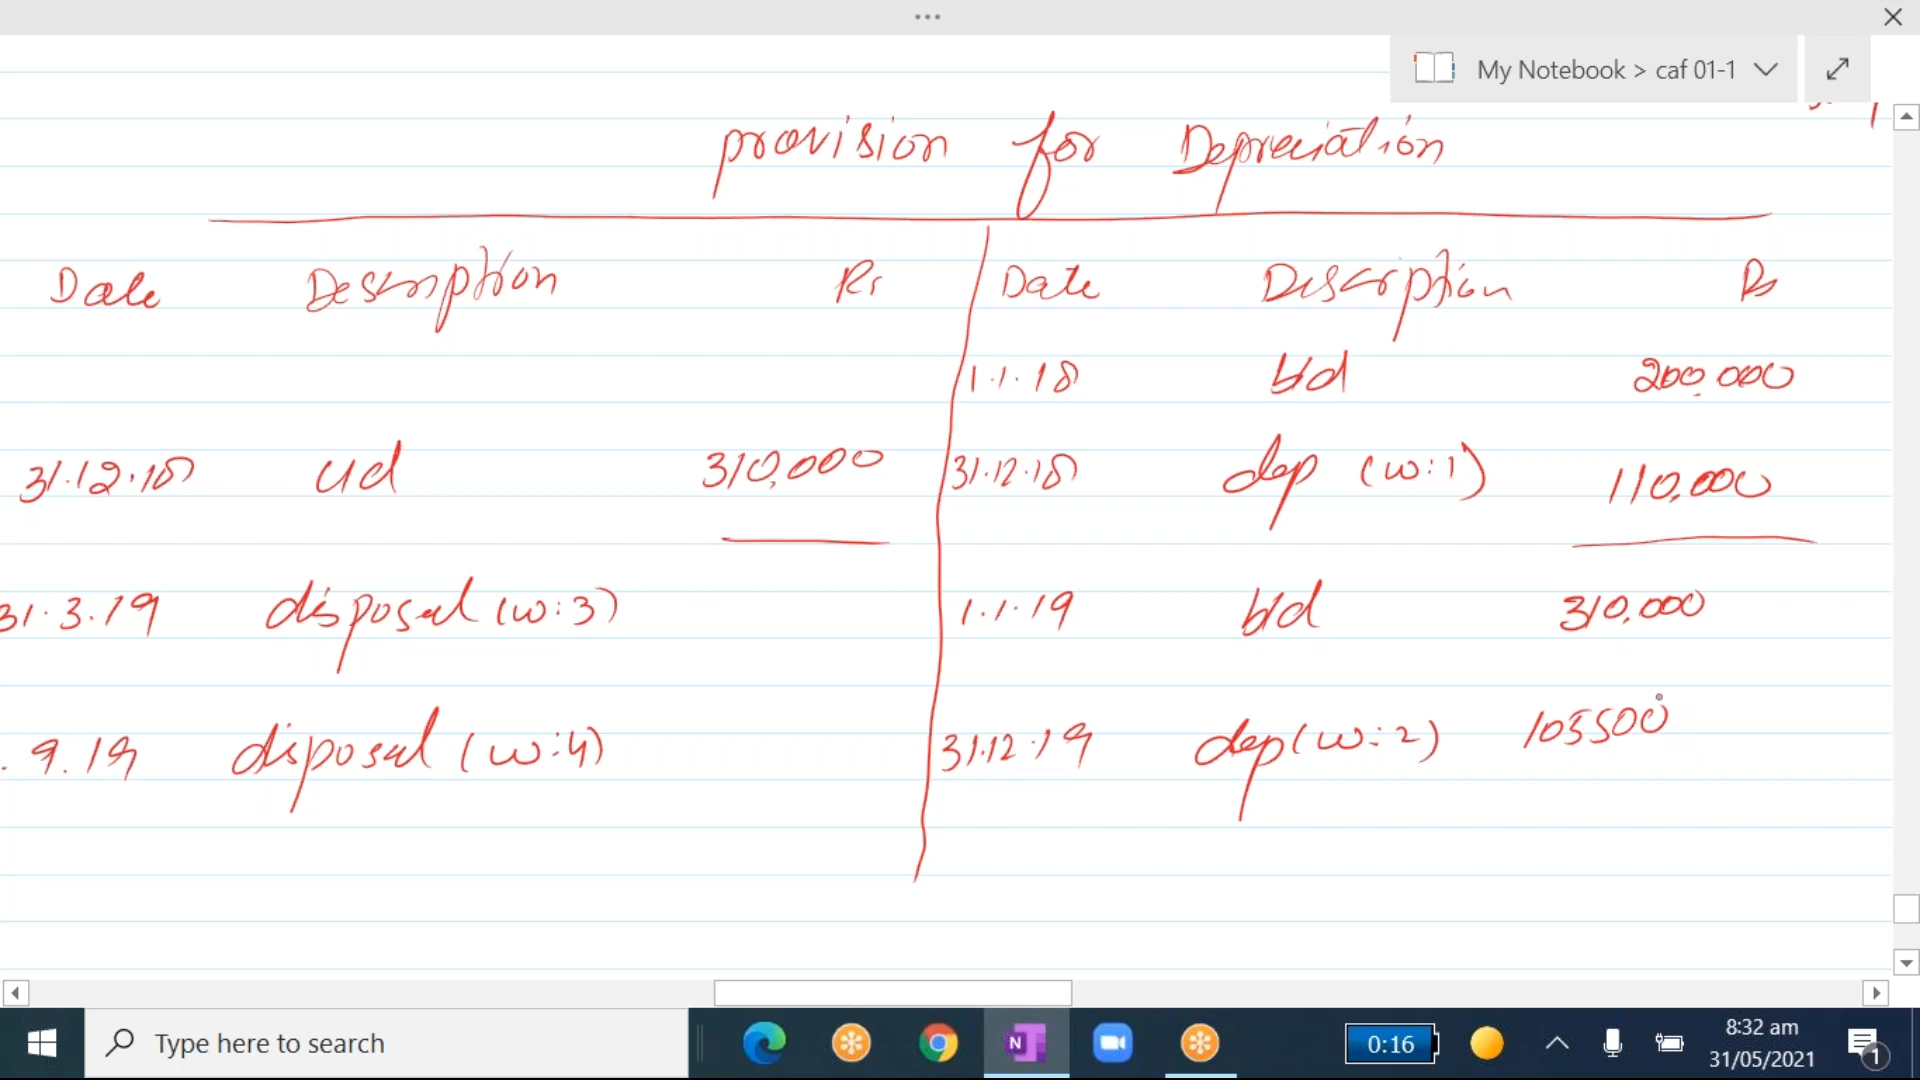 My Notebook > caf 01-1
provision for Depreciation
Date Description Rs Date Description Rs
1.1.18 b/d 200,000
31.12.18 c/d 310,000 31.12.18 dep (w:1) 110,000
31.3.19 disposal (w:3) 1.1.19 b/d 310,000
.9.19 disposal (w:4) 31.12.19 dep (w:2) 105500
Type here to search
N
0:16
8:32 am
31/05/2021
1